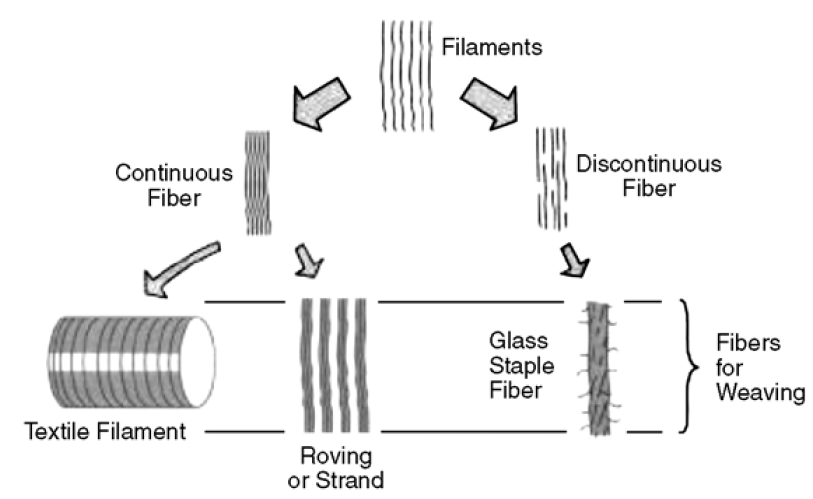 Filaments
Continuous
Fiber
Discontinuous
Fiber
Glass
Staple
Fiber
Fibers
for
Weaving
Textile Filament
Roving
or Strand